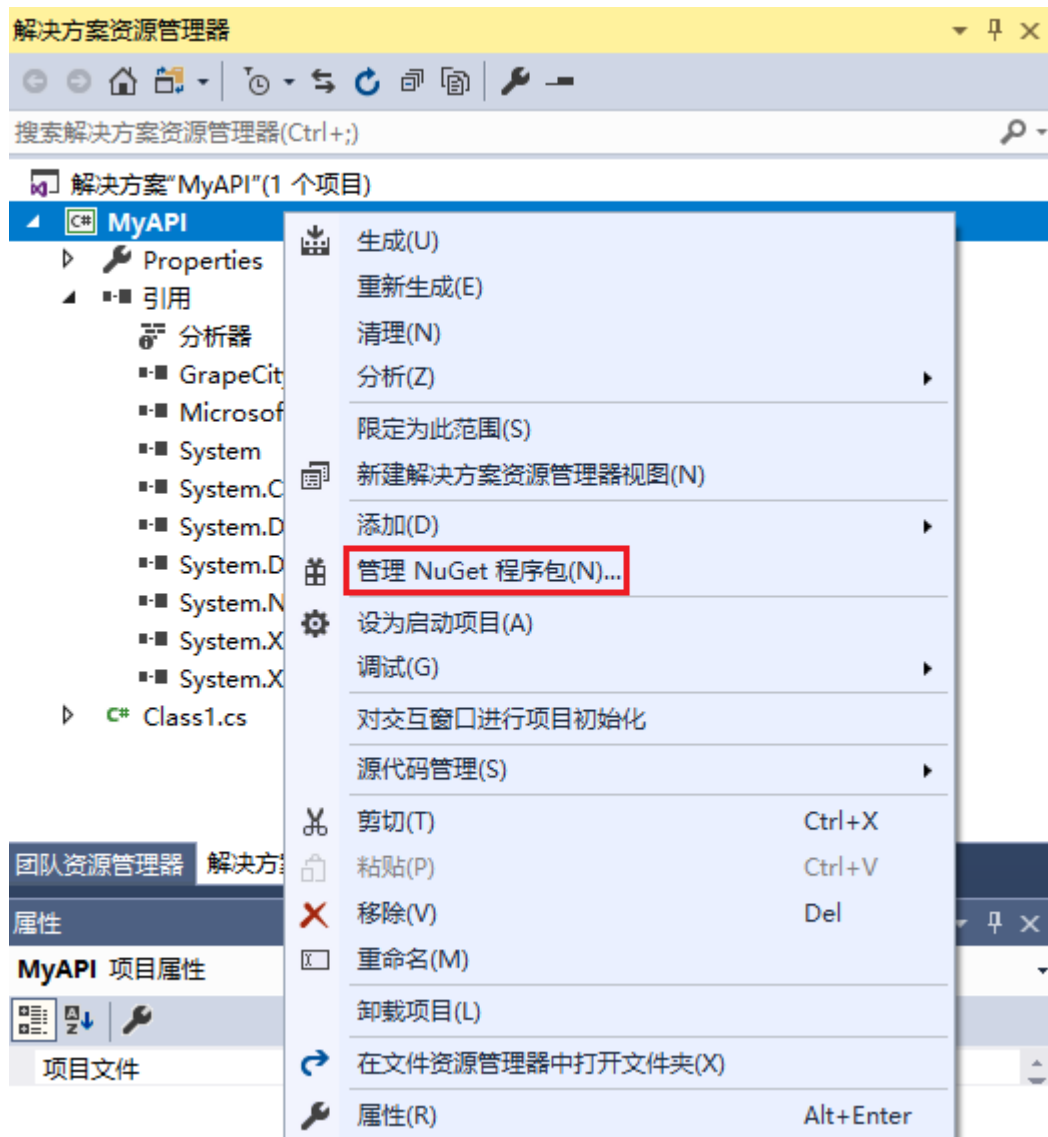 解决方案资源管理器
搜索解决方案资源管理器(Ctrl+;)
解决方案"MyAPI"(1 个项目)
C# MyAPI
Properties
引用
分析器
GrapeCit
Microsof
System
System.C
System.D
System.D
System.N
System.X
System.X
C# Class1.cs
生成(U)
重新生成(E)
清理(N)
分析(Z)
限定为此范围(S)
新建解决方案资源管理器视图(N)
添加(D)
管理 NuGet 程序包(N)...
设为启动项目(A)
调试(G)
对交互窗口进行项目初始化
源代码管理(S)
剪切(T) Ctrl+X
粘贴(P) Ctrl+V
移除(V) Del
重命名(M)
卸载项目(L)
在文件资源管理器中打开文件夹(X)
属性(R) Alt+Enter
团队资源管理器 解决方
属性
MyAPI 项目属性
项目文件